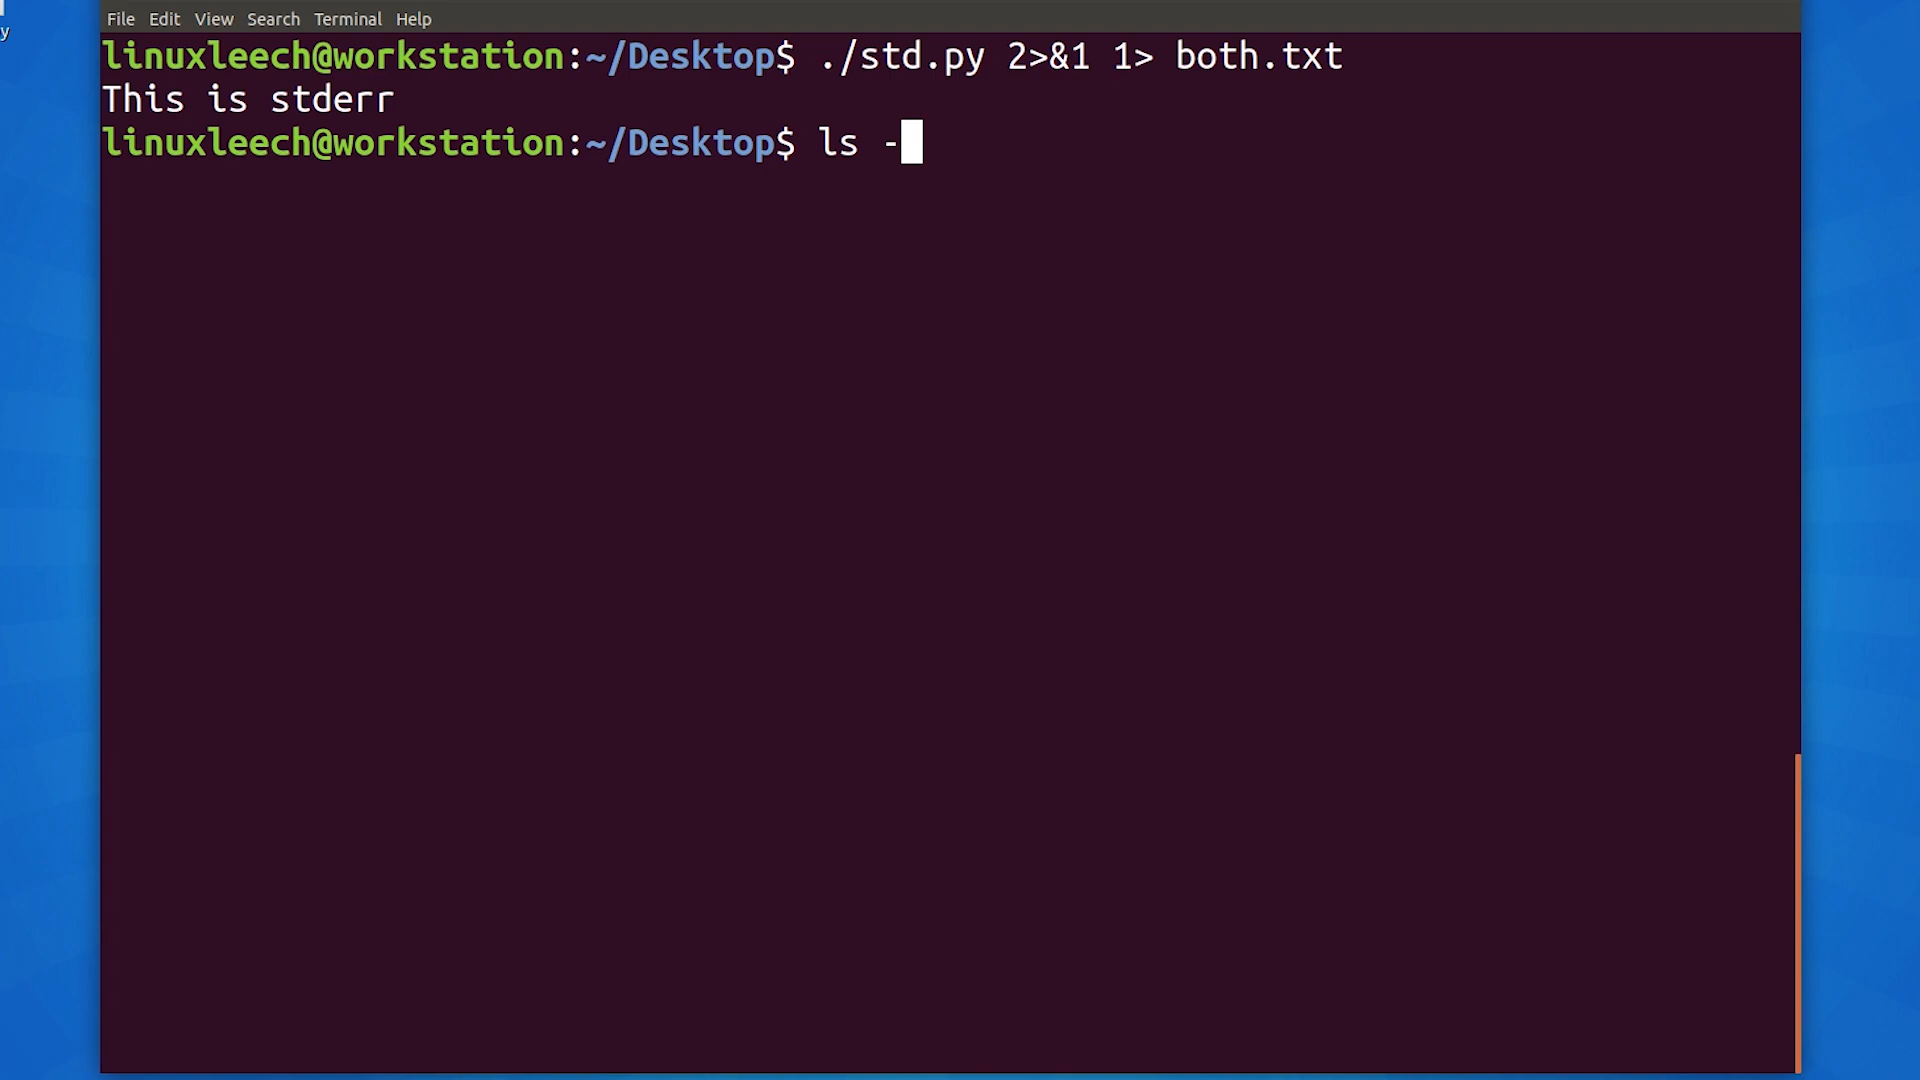 y
File Edit View Search Terminal Help
linuxleech@workstation:~/Desktop$ ./std.py 2>&1 1> both.txt
This is stderr
linuxleech@workstation:~/Desktop$ ls -